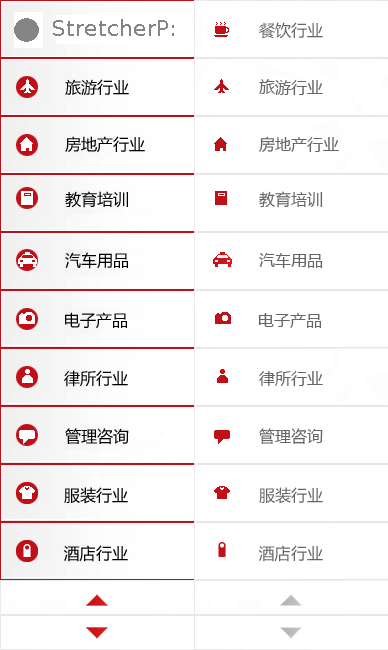 StretcherP:
餐饮行业
旅游行业
旅游行业
房地产行业
房地产行业
教育培训
教育培训
汽车用品
汽车用品
电子产品
电子产品
律所行业
律所行业
管理咨询
管理咨询
服装行业
服装行业
酒店行业
酒店行业